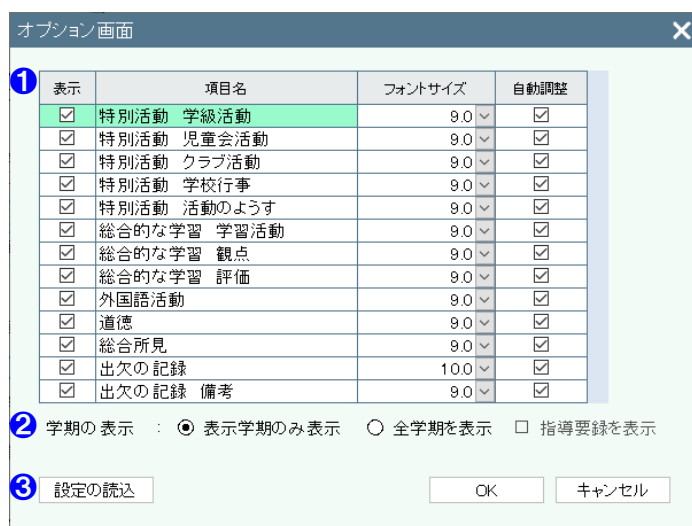 オプション画面
1
表示 項目名 フォントサイズ 自動調整
特別活動 学級活動 9.0
特別活動 児童会活動 9.0
特別活動 クラブ活動 9.0
特別活動 学校行事 9.0
特別活動 活動のようす 9.0
総合的な学習 学習活動 9.0
総合的な学習 観点 9.0
総合的な学習 評価 9.0
外国語活動 9.0
道徳 9.0
総合所見 9.0
出欠の記録 10.0
出欠の記録 備考 9.0
2 学期の表示 : 表示学期のみ表示 全学期を表示 指導要録を表示
3 設定の読込 OK キャンセル